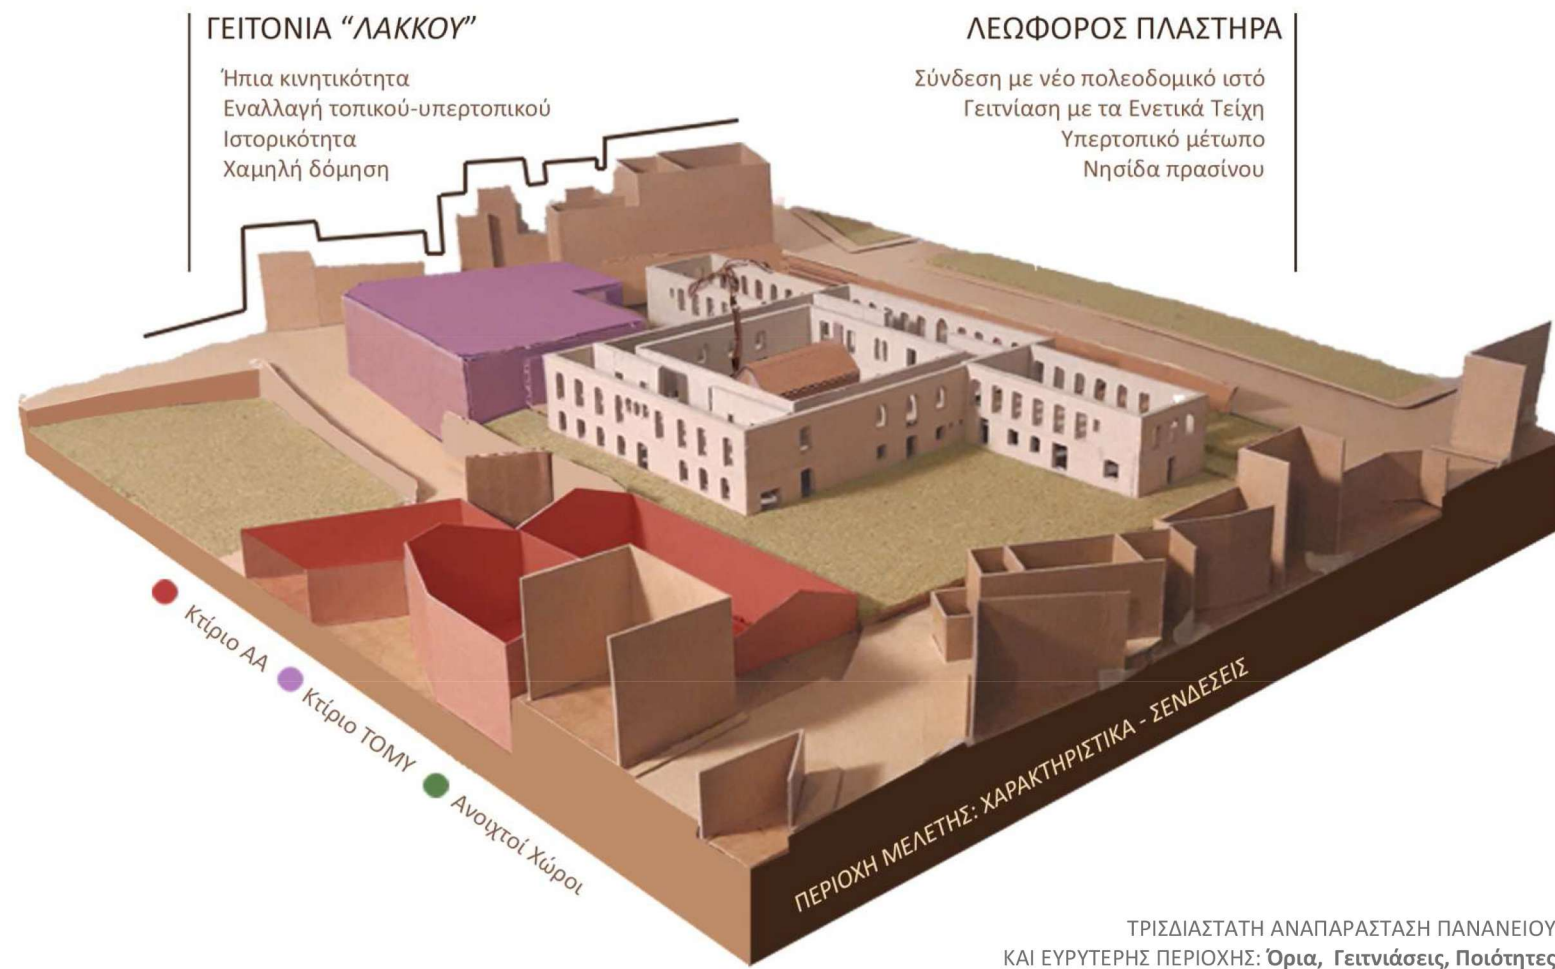 ΓΕΙΤΟΝΙΑ “ΛΑΚΚΟΥ”
Ήπια κινητικότητα
Εναλλαγή τοπικού-υπερτοπικού
Ιστορικότητα
Χαμηλή δόμηση
ΛΕΩΦΟΡΟΣ ΠΛΑΣΤΗΡΑ
Σύνδεση με νέο πολεοδομικό ιστό
Γειτνίαση με τα Ενετικά Τείχη
Υπερτοπικό μέτωπο
Νησίδα πρασίνου
Κτίριο ΑΑ
Κτίριο ΤΟΜΥ
Ανοιχτοί Χώροι
ΠΕΡΙΟΧΗ ΜΕΛΕΤΗΣ: ΧΑΡΑΚΤΗΡΙΣΤΙΚΑ - ΣΕΝΔΕΣΕΙΣ
ΤΡΙΣΔΙΑΣΤΑΤΗ ΑΝΑΠΑΡΑΣΤΑΣΗ ΠΑΝΑΝΕΙΟΥ
ΚΑΙ ΕΥΡΥΤΕΡΗΣ ΠΕΡΙΟΧΗΣ: Όρια, Γειτνιάσεις, Ποιότητες